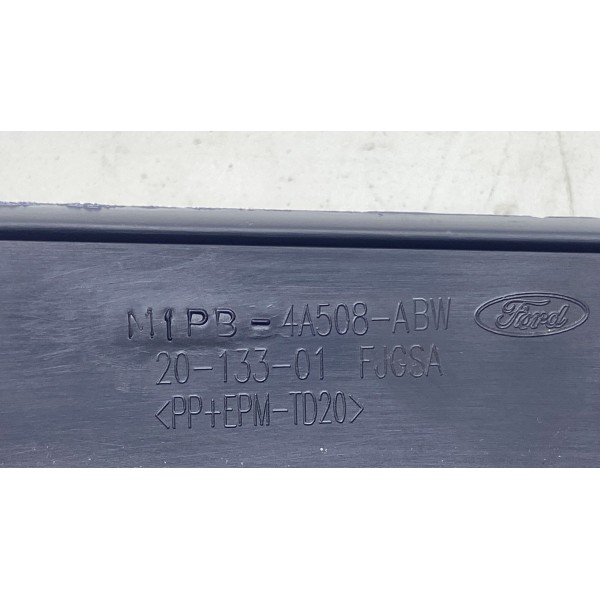 M1PB-4A508-ABW
Ford
20-133-01 FJGSA
<PP+EPM-TD20>